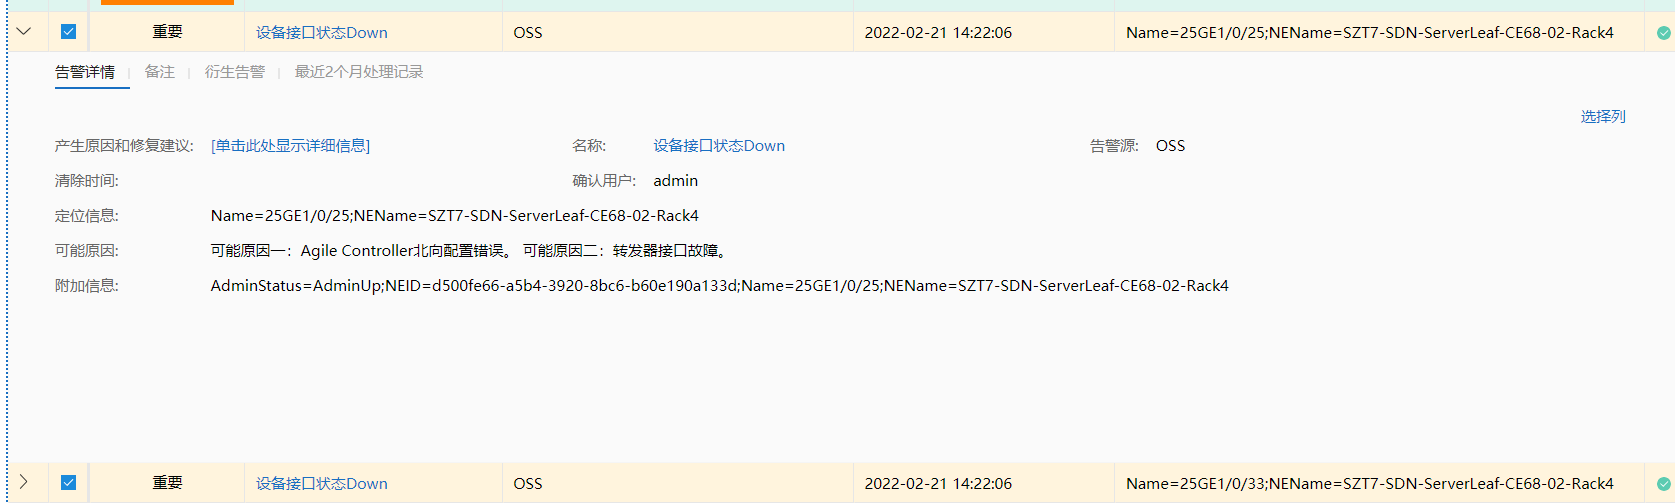 重要 设备接口状态Down OSS 2022-02-21 14:22:06 Name=25GE1/0/25;NEName=SZT7-SDN-ServerLeaf-CE68-02-Rack4
告警详情 备注 衍生告警 最近2个月处理记录
选择列
产生原因和修复建议: [单击此处显示详细信息] 名称: 设备接口状态Down 告警源: OSS
清除时间: 确认用户: admin
定位信息: Name=25GE1/0/25;NEName=SZT7-SDN-ServerLeaf-CE68-02-Rack4
可能原因: 可能原因一：Agile Controller北向配置错误。 可能原因二：转发器接口故障。
附加信息: AdminStatus=AdminUp;NEID=d500fe66-a5b4-3920-8bc6-b60e190a133d;Name=25GE1/0/25;NEName=SZT7-SDN-ServerLeaf-CE68-02-Rack4
重要 设备接口状态Down OSS 2022-02-21 14:22:06 Name=25GE1/0/33;NEName=SZT7-SDN-ServerLeaf-CE68-02-Rack4